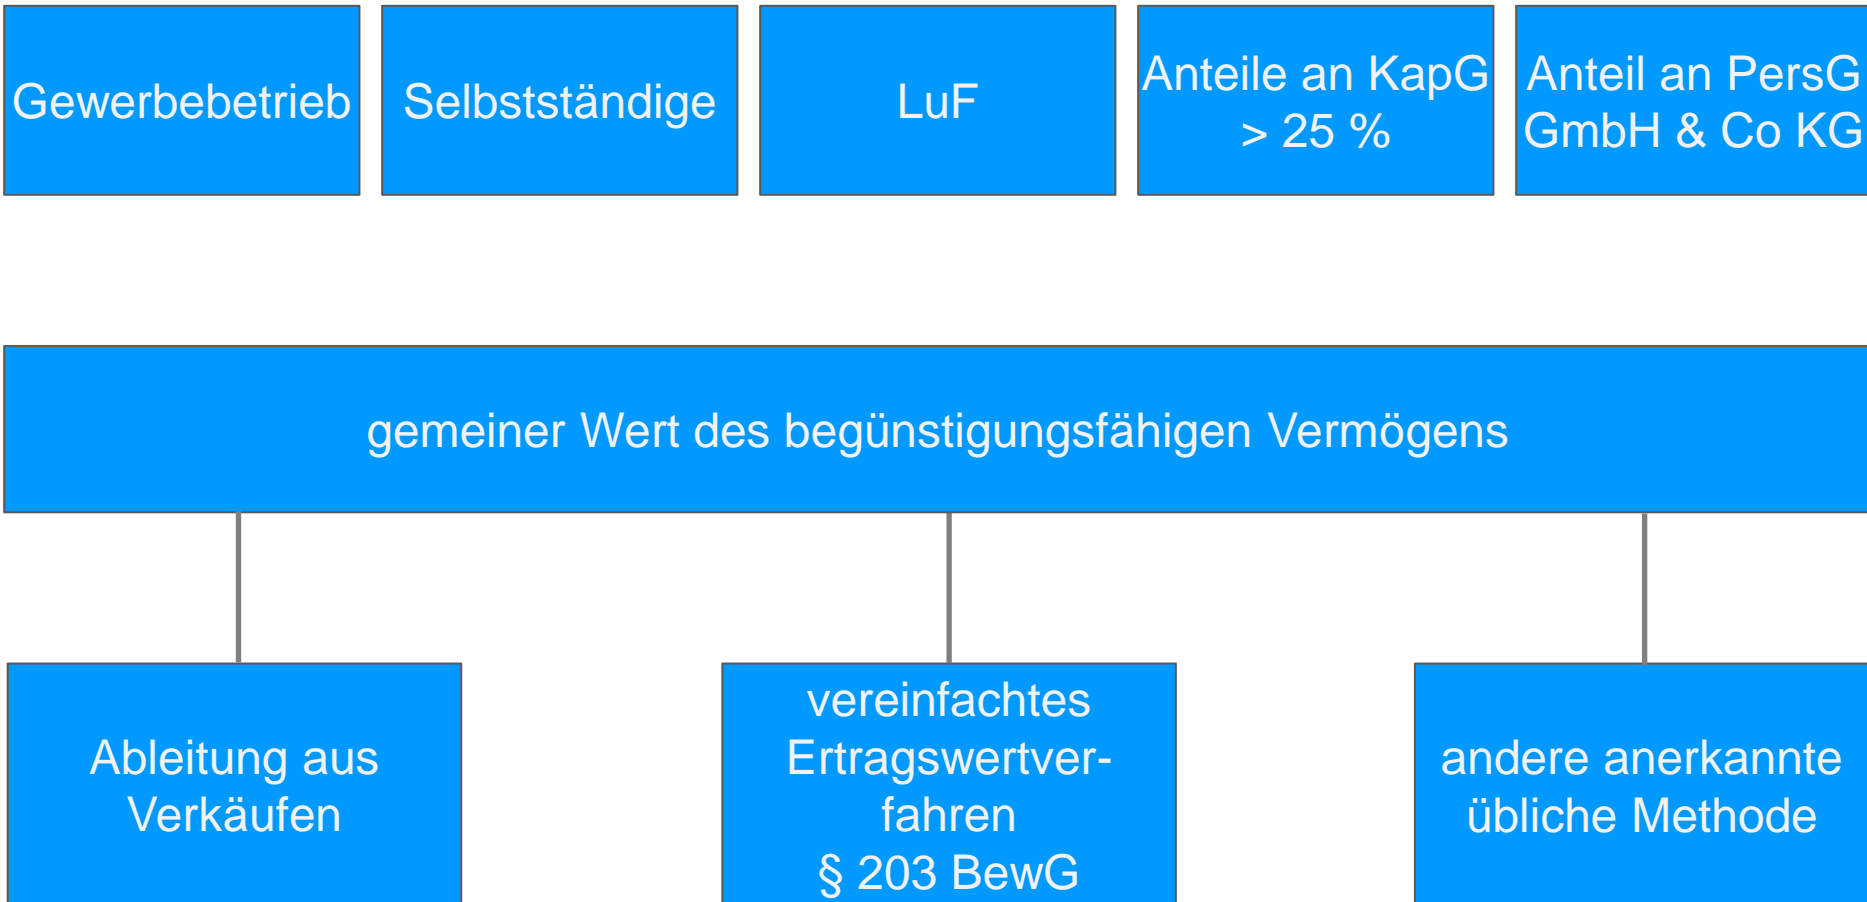 Gewerbebetrieb
Selbstständige
LuF
Anteile an KapG
> 25 %
Anteil an PersG
GmbH & Co KG
gemeiner Wert des begünstigungsfähigen Vermögens
Ableitung aus
Verkäufen
vereinfachtes
Ertragswertver-
fahren
§ 203 BewG
andere anerkannte
übliche Methode